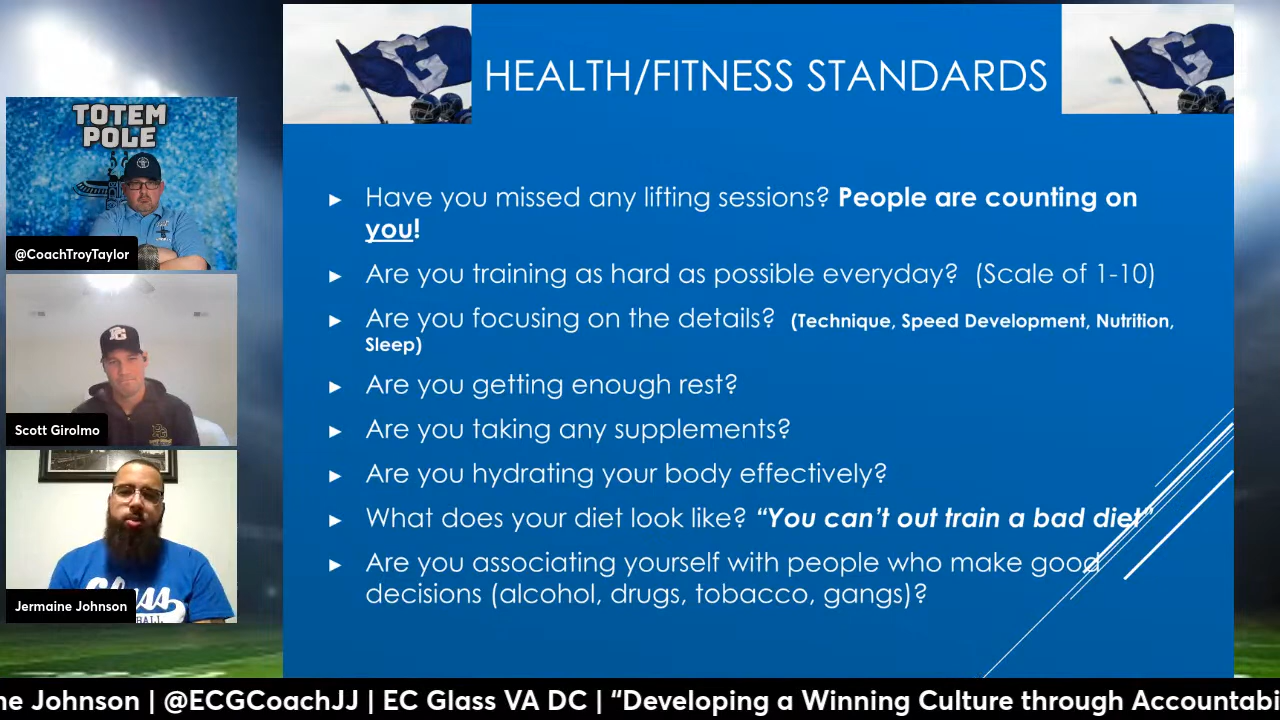 TOTEM
POLE
@CoachTroyTaylor
Scott Girolmo
Jermaine Johnson
G
G
HEALTH/FITNESS STANDARDS
► Have you missed any lifting sessions? People are counting on
you!
► Are you training as hard as possible everyday?  (Scale of 1-10)
► Are you focusing on the details?  (Technique, Speed Development, Nutrition,
Sleep)
► Are you getting enough rest?
► Are you taking any supplements?
► Are you hydrating your body effectively?
► What does your diet look like? “You can’t out train a bad diet”
► Are you associating yourself with people who make good
decisions (alcohol, drugs, tobacco, gangs)?
ne Johnson | @ECGCoachJJ | EC Glass VA DC | “Developing a Winning Culture through Accountabi